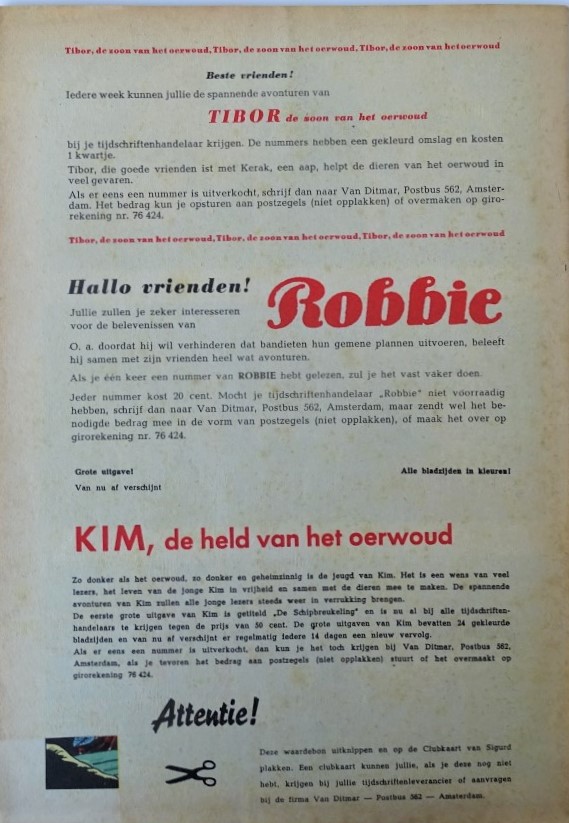 Tibor, de zoon van het oerwoud, Tibor, de zoon van het oerwoud, Tibor, de zoon van het oerwoud
Beste vrienden!
Iedere week kunnen jullie de spannende avonturen van
TIBOR de zoon van het oerwoud
bij je tijdschriftenhandelaar krijgen. De nummers hebben een gekleurd omslag en kosten
1 kwartje.
Tibor, die goede vrienden ist met Kerak, een aap, helpt de dieren van het oerwoud in
veel gevaren.
Als er eens een nummer is uitverkocht, schrijf dan naar Van Ditmar, Postbus 562, Amster-
dam. Het bedrag kun je opsturen aan postzegels (niet opplakken) of overmaken op giro-
rekening nr. 76 424.
Tibor, de zoon van het oerwoud, Tibor, de zoon van het oerwoud, Tibor, de zoon van het oerwoud
Hallo vrienden!
Robbie
Jullie zullen je zeker interesseren
voor de belevenissen van
O. a. doordat hij wil verhinderen dat bandieten hun gemene plannen uitvoeren, beleeft
hij samen met zijn vrienden heel wat avonturen.
Als je één keer een nummer van ROBBIE hebt gelezen, zul je het vast vaker doen.
Jeder nummer kost 20 cent. Mocht je tijdschriftenhandelaar „Robbie" niet voorradig
hebben, schrijf dan naar Van Ditmar, Postbus 562, Amsterdam, maar zendt wel het be-
nodigde bedrag mee in de vorm van postzegels (niet opplakken), of maak het over op
girorekening nr. 76 424.
Grote uitgave! Alle bladzijden in kleuren!
Van nu af verschijnt
KIM, de held van het oerwoud
Zo donker als het oerwoud, zo donker en geheimzinnig is de jeugd van Kim. Het is een wens van veel
lezers, het leven van de jonge Kim in vrijheid en samen met de dieren mee te maken. De spannende
avonturen van Kim zullen alle jonge lezers steeds weer in verrukking brengen.
De eerste grote uitgave van Kim is getiteld „De Schipbreukeling" en is nu al bij alle tijdschriften-
handelaars te krijgen tegen de prijs van 50 cent. De grote uitgaven van Kim bevatten 24 gekleurde
bladzijden en van nu af verschijnt er regelmatig iedere 14 dagen een nieuw vervolg.
Als er eens een nummer is uitverkocht, dan kun je het toch krijgen bij Van Ditmar, Postbus 562,
Amsterdam, als je tevoren het bedrag aan postzegels (niet opplakken) stuurt of het overmaakt op
girorekening 76 424.
Attentie!
Deze waardebon uitknippen en op de Clubkaart van Sigurd
plakken. Een clubkaart kunnen jullie, als je deze nog niet
hebt, krijgen bij jullie tijdschriftenleverancier of aanvragen
bij de firma Van Ditmar — Postbus 562 — Amsterdam.